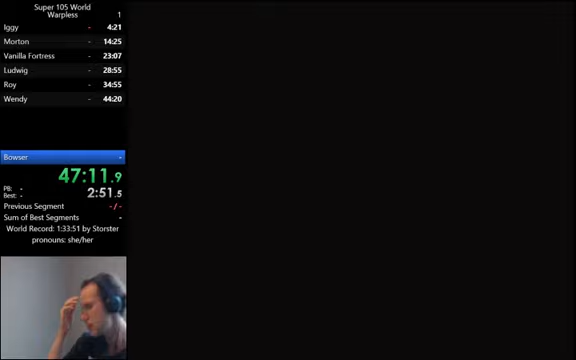 Super 105 World
Warpless 1
Iggy - 4:21
Morton - 14:25
Vanilla Fortress - 23:07
Ludwig - 28:55
Roy - 34:55
Wendy - 44:20
Bowser -
47:11.9
PB: -
Best: - 2:51.5
Previous Segment - / -
Sum of Best Segments -
World Record: 1:33:51 by Storster
pronouns: she/her